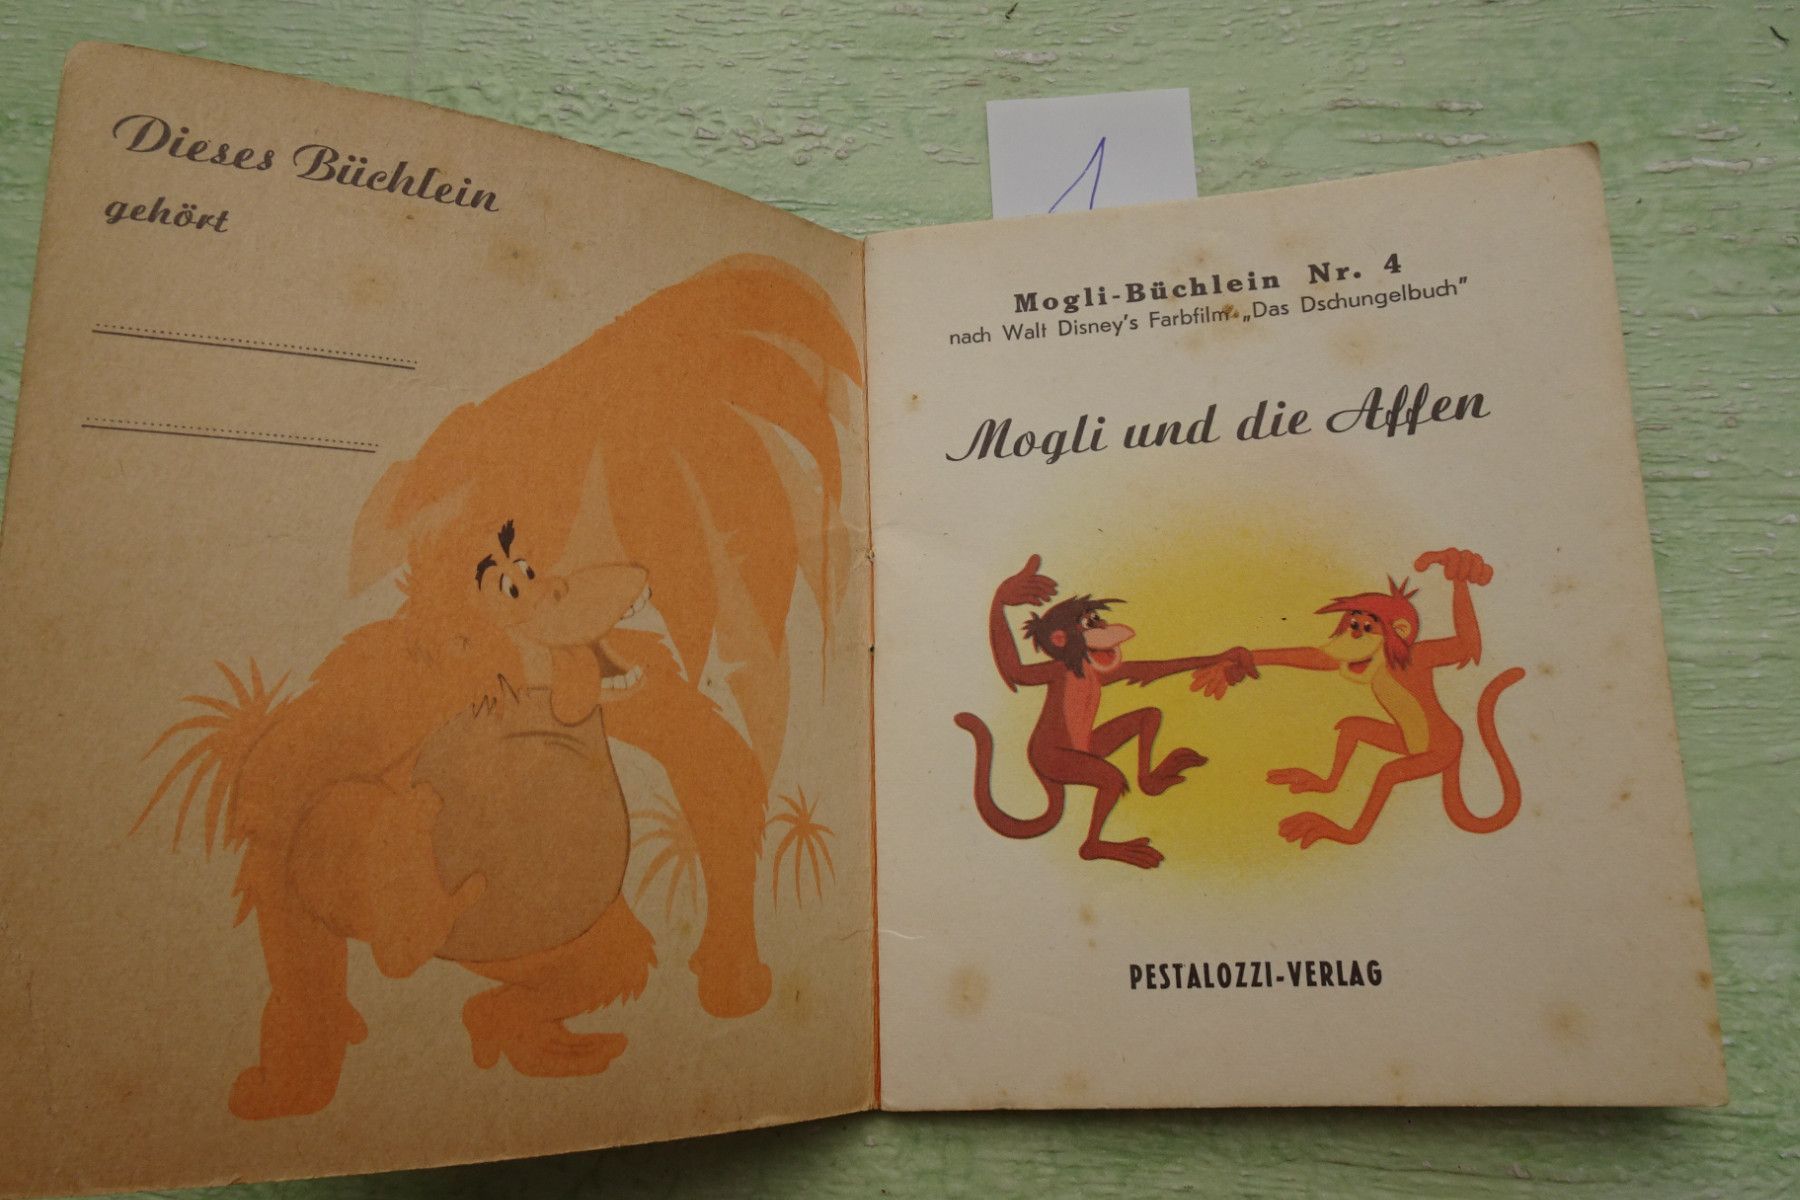 Dieses Büchlein
gehört
1
Mogli-Büchlein Nr. 4
nach Walt Disney's Farbfilm „Das Dschungelbuch"
Mogli und die Affen
PESTALOZZI-VERLAG